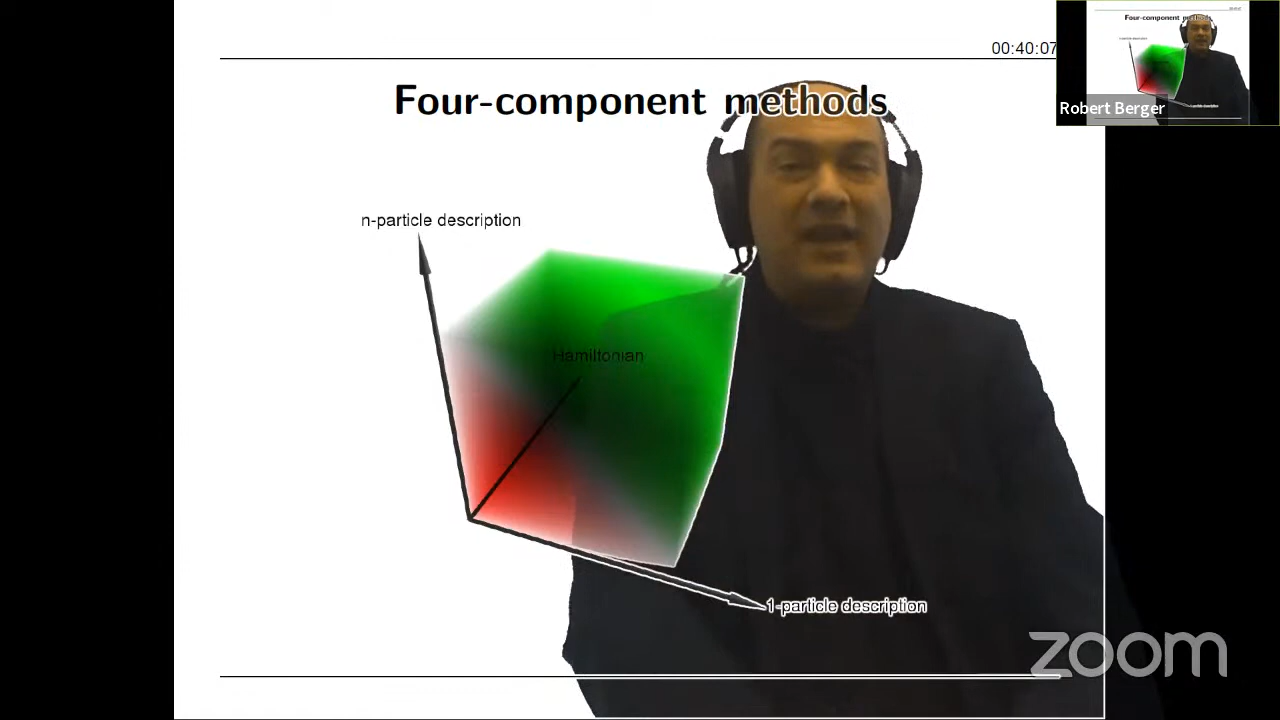 00:40:07
Four-component methods
Robert Berger
n-particle description
Hamiltonian
1-particle description
zoom